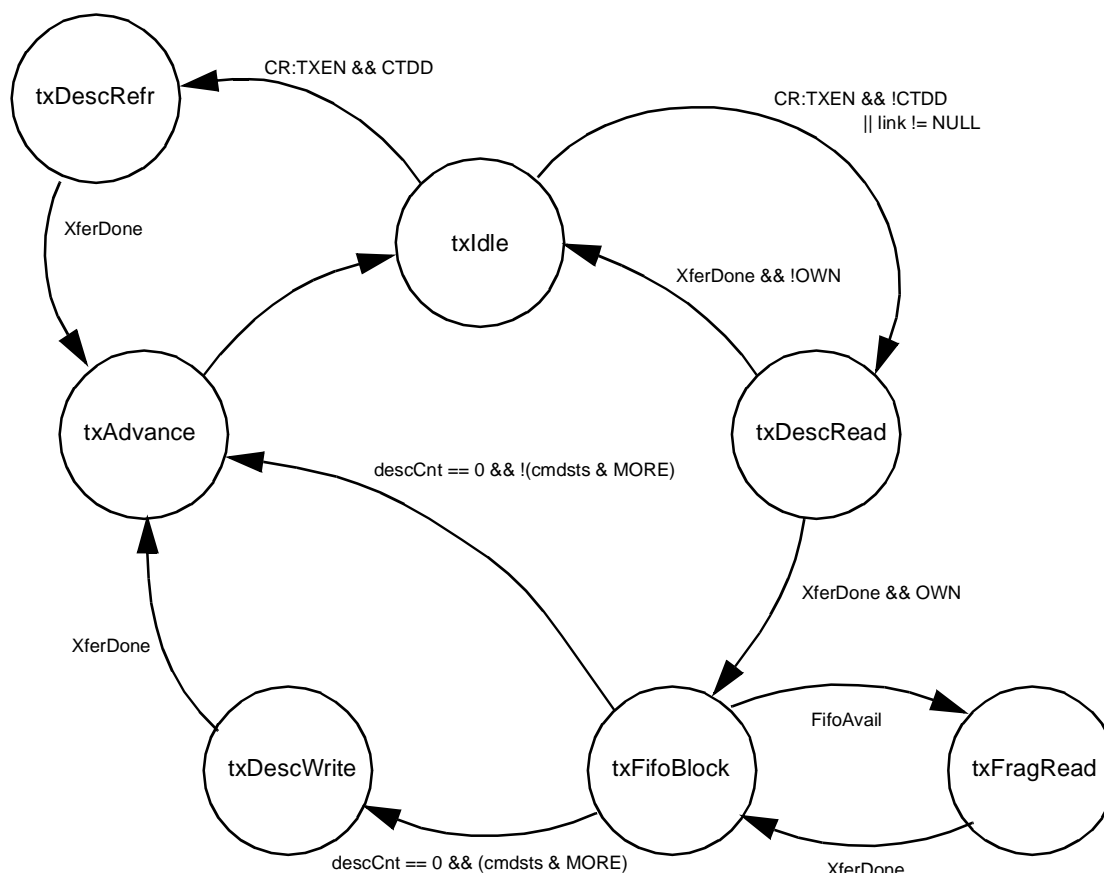 CR:TXEN && CTDD
txDescRefr
CR:TXEN && !CTDD
|| link != NULL
XferDone
txIdle
XferDone && !OWN
txAdvance
txDescRead
descCnt == 0 && !(cmdsts & MORE)
XferDone && OWN
XferDone
FifoAvail
txDescWrite
txFifoBlock
txFragRead
descCnt == 0 && (cmdsts & MORE)
XferDone